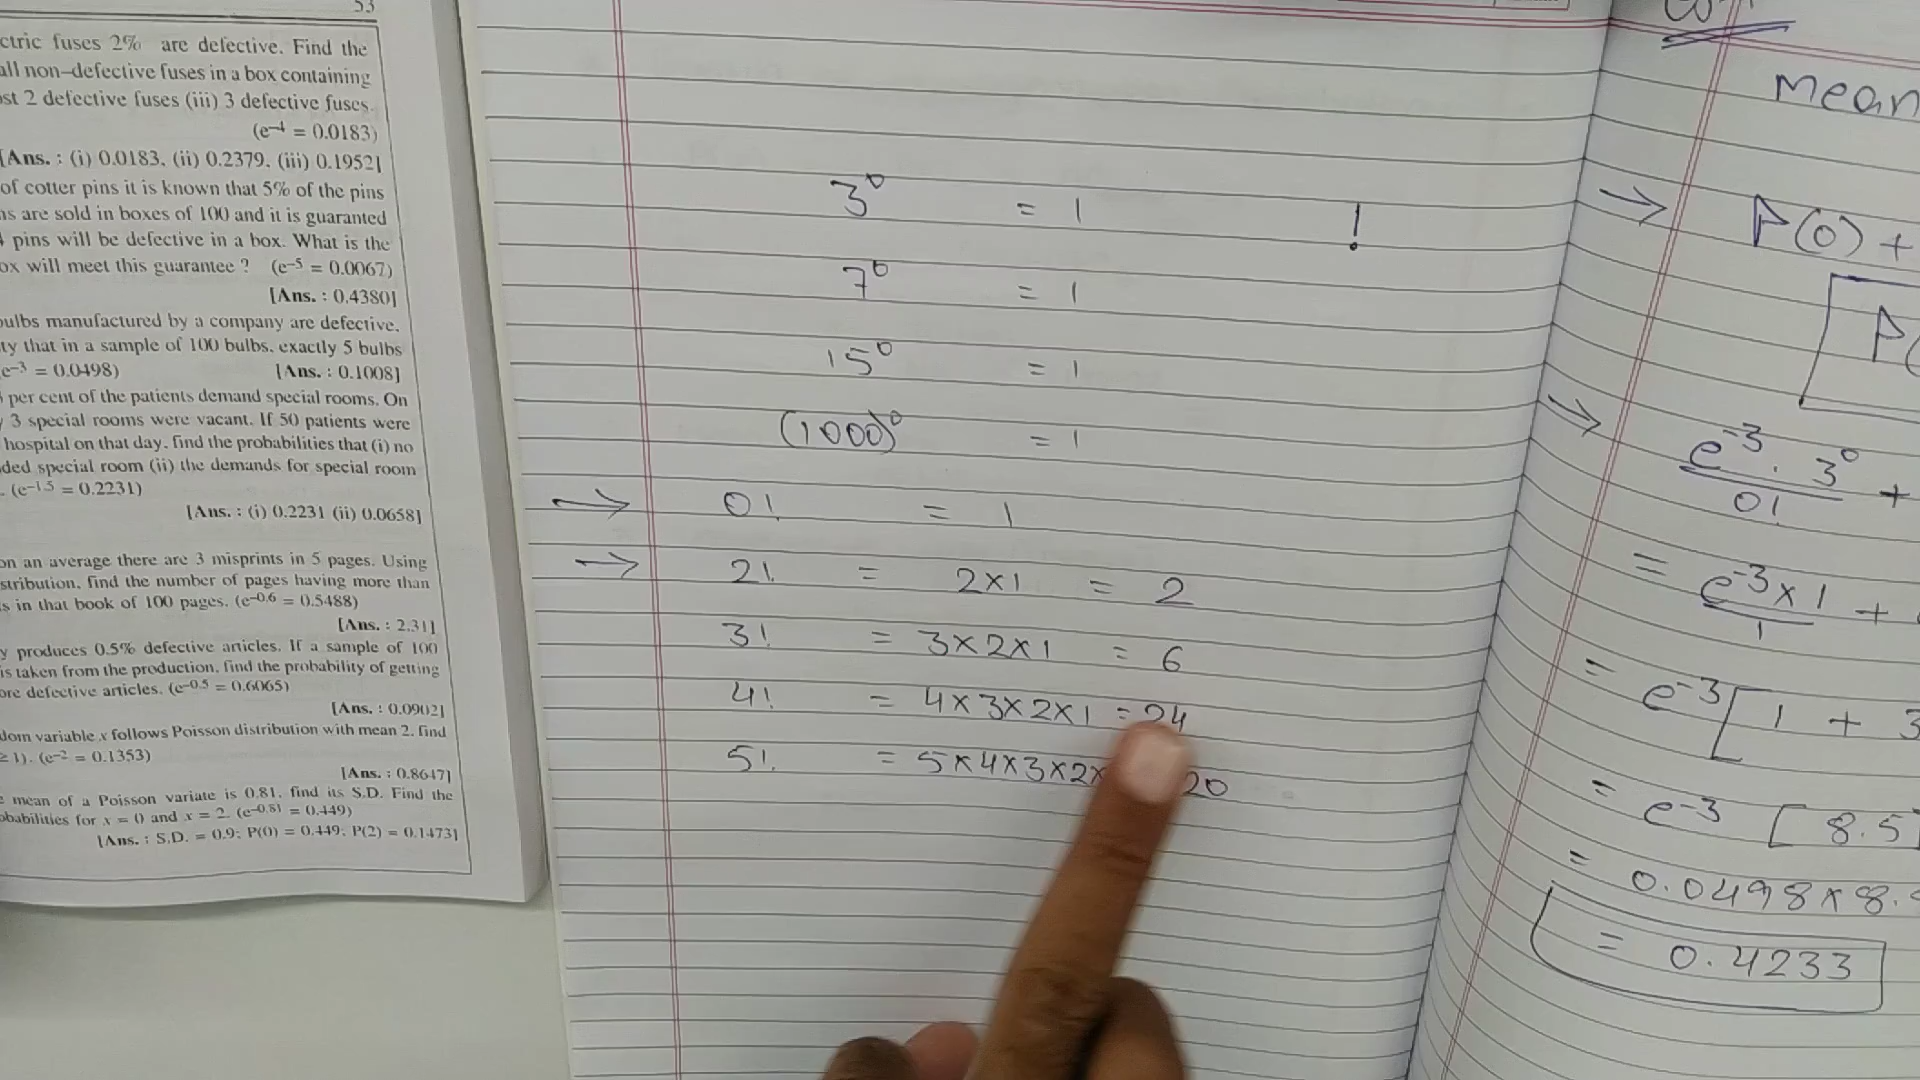 53
ctric fuses 2% are defective. Find the
all non-defective fuses in a box containing
ost 2 defective fuses (iii) 3 defective fuses.
(e⁻⁴ = 0.0183)
[Ans. : (i) 0.0183, (ii) 0.2379, (iii) 0.1952]
of cotter pins it is known that 5% of the pins
ns are sold in boxes of 100 and it is guaranted
4 pins will be defective in a box. What is the
ox will meet this guarantee ? (e⁻⁵ = 0.0067)
[Ans. : 0.4380]
bulbs manufactured by a company are defective.
ty that in a sample of 100 bulbs, exactly 5 bulbs
e⁻³ = 0.0498) [Ans. : 0.1008]
per cent of the patients demand special rooms. On
3 special rooms were vacant. If 50 patients were
hospital on that day, find the probabilities that (i) no
ded special room (ii) the demands for special room
. (e⁻¹·⁵ = 0.2231)
[Ans. : (i) 0.2231 (ii) 0.0658]
on an average there are 3 misprints in 5 pages. Using
stribution, find the number of pages having more than
s in that book of 100 pages. (e⁻⁰·⁶ = 0.5488)
[Ans. : 2.31]
y produces 0.5% defective articles. If a sample of 100
is taken from the production, find the probability of getting
ore defective articles. (e⁻⁰·⁵ = 0.6065)
[Ans. : 0.0902]
dom variable x follows Poisson distribution with mean 2, find
≥ 1). (e⁻² = 0.1353)
[Ans. : 0.8647]
mean of a Poisson variate is 0.81, find its S.D. Find the
obabilities for x = 0 and x = 2. (e⁻⁰·⁸¹ = 0.449)
[Ans. : S.D. = 0.9; P(0) = 0.449; P(2) = 0.1473]
3⁰ = 1 !
7⁰ = 1
15⁰ = 1
(1000)⁰ = 1
→ 0! = 1
→ 2! = 2×1 = 2
3! = 3×2×1 = 6
4! = 4×3×2×1 = 24
5! = 5×4×3×2× 20
mean
→ P(0) +
P(
⇒ e⁻³ . 3⁰ / 0! +
= e⁻³×1 / 1 +
= e⁻³ [ 1 + 3
= e⁻³ [ 8.5
= 0.0498 × 8.
= 0.4233